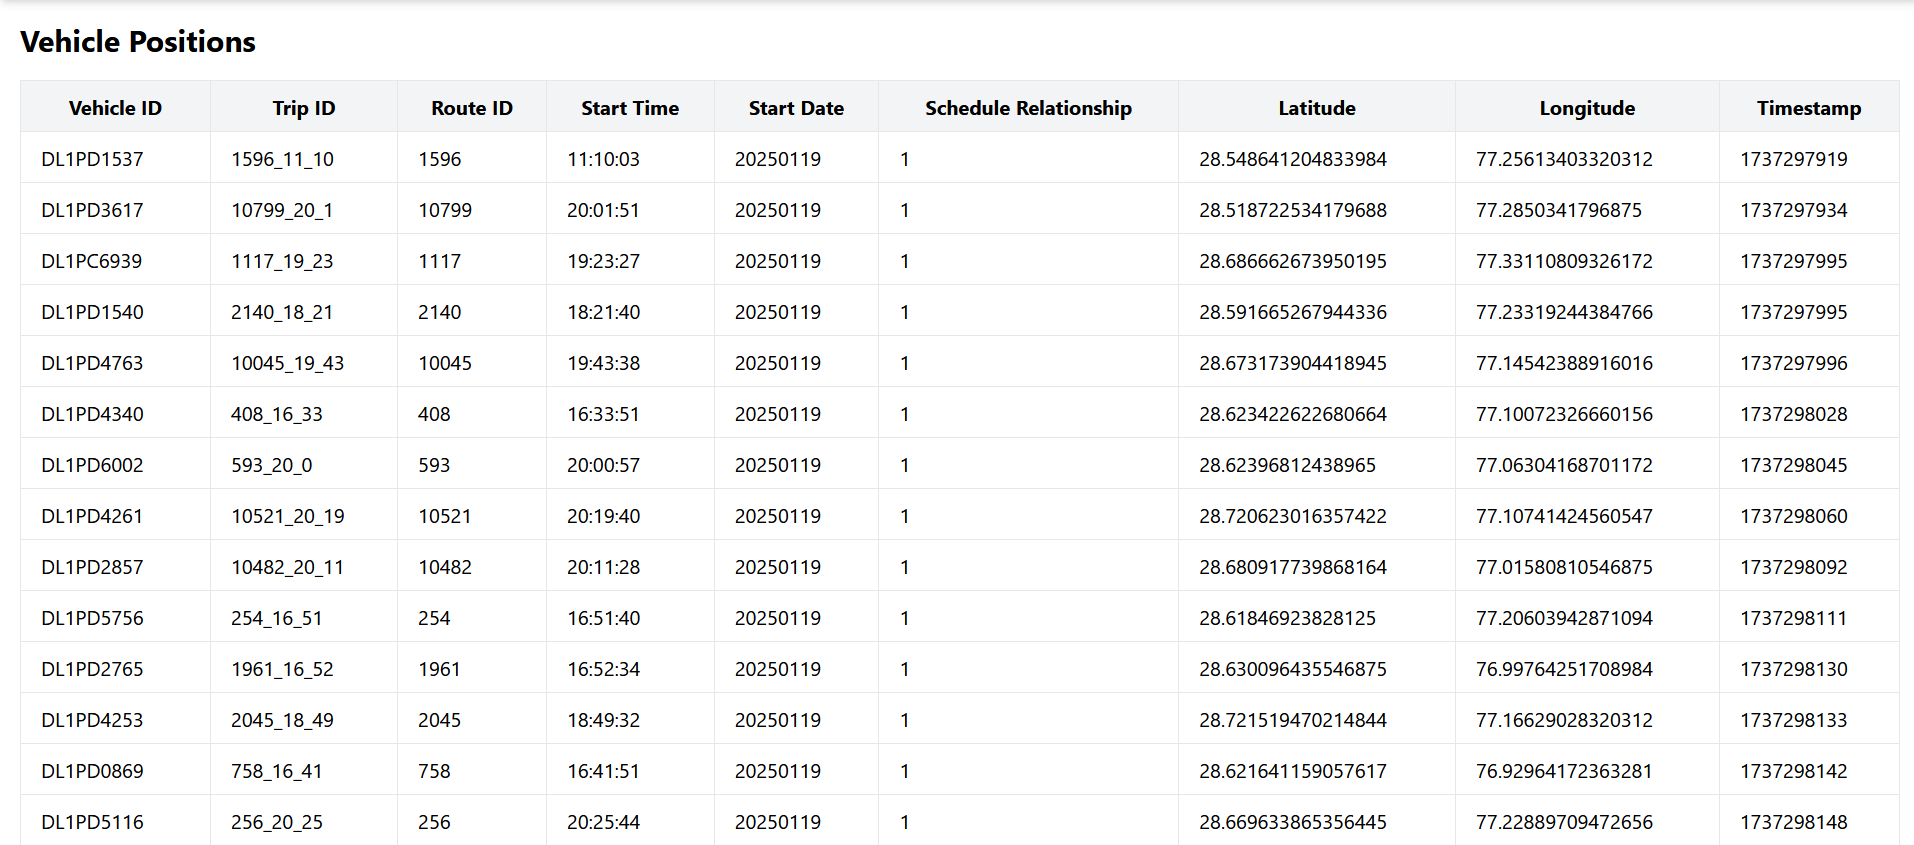 Vehicle Positions
Vehicle ID Trip ID Route ID Start Time Start Date Schedule Relationship Latitude Longitude Timestamp
DL1PD1537 1596_11_10 1596 11:10:03 20250119 1 28.548641204833984 77.25613403320312 1737297919
DL1PD3617 10799_20_1 10799 20:01:51 20250119 1 28.518722534179688 77.2850341796875 1737297934
DL1PC6939 1117_19_23 1117 19:23:27 20250119 1 28.686662673950195 77.33110809326172 1737297995
DL1PD1540 2140_18_21 2140 18:21:40 20250119 1 28.591665267944336 77.23319244384766 1737297995
DL1PD4763 10045_19_43 10045 19:43:38 20250119 1 28.673173904418945 77.14542388916016 1737297996
DL1PD4340 408_16_33 408 16:33:51 20250119 1 28.623422622680664 77.10072326660156 1737298028
DL1PD6002 593_20_0 593 20:00:57 20250119 1 28.62396812438965 77.06304168701172 1737298045
DL1PD4261 10521_20_19 10521 20:19:40 20250119 1 28.720623016357422 77.10741424560547 1737298060
DL1PD2857 10482_20_11 10482 20:11:28 20250119 1 28.680917739868164 77.01580810546875 1737298092
DL1PD5756 254_16_51 254 16:51:40 20250119 1 28.61846923828125 77.20603942871094 1737298111
DL1PD2765 1961_16_52 1961 16:52:34 20250119 1 28.630096435546875 76.99764251708984 1737298130
DL1PD4253 2045_18_49 2045 18:49:32 20250119 1 28.721519470214844 77.16629028320312 1737298133
DL1PD0869 758_16_41 758 16:41:51 20250119 1 28.621641159057617 76.92964172363281 1737298142
DL1PD5116 256_20_25 256 20:25:44 20250119 1 28.669633865356445 77.22889709472656 1737298148